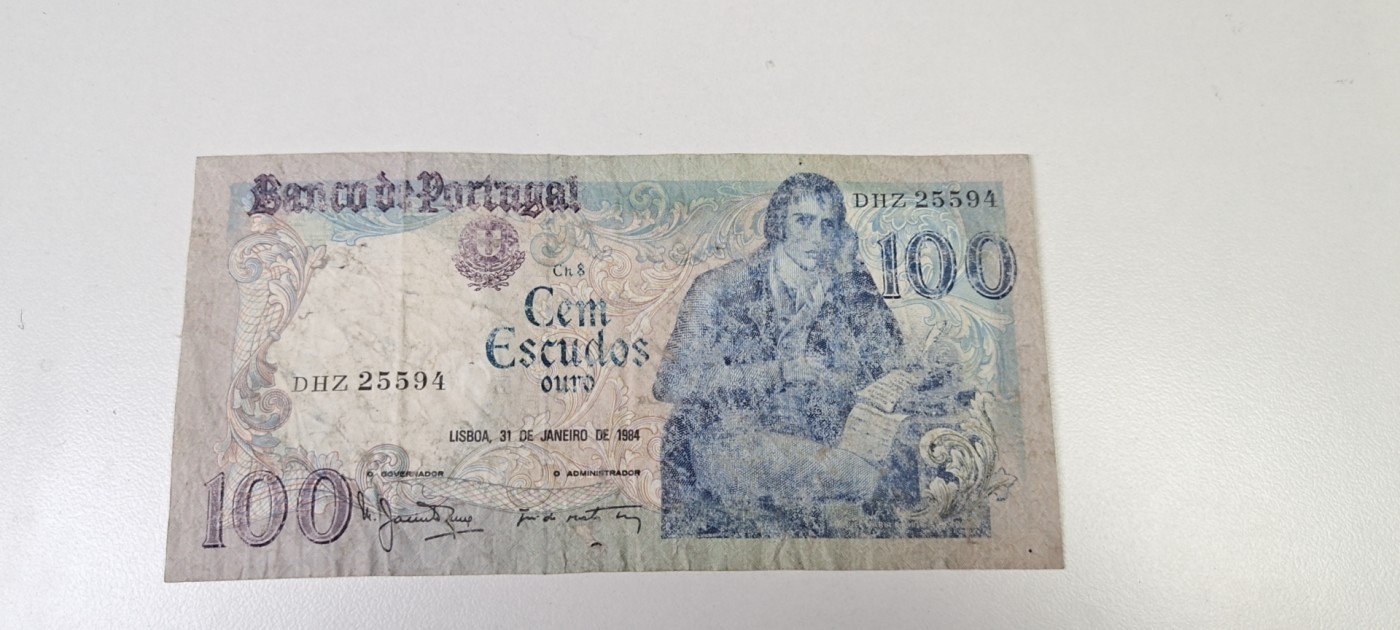 Banco de Portugal
DHZ 25594
100
Ch 8
Cem
Escudos
ouro
DHZ 25594
LISBOA, 31 DE JANEIRO DE 1984
O GOVERNADOR
O ADMINISTRADOR
100